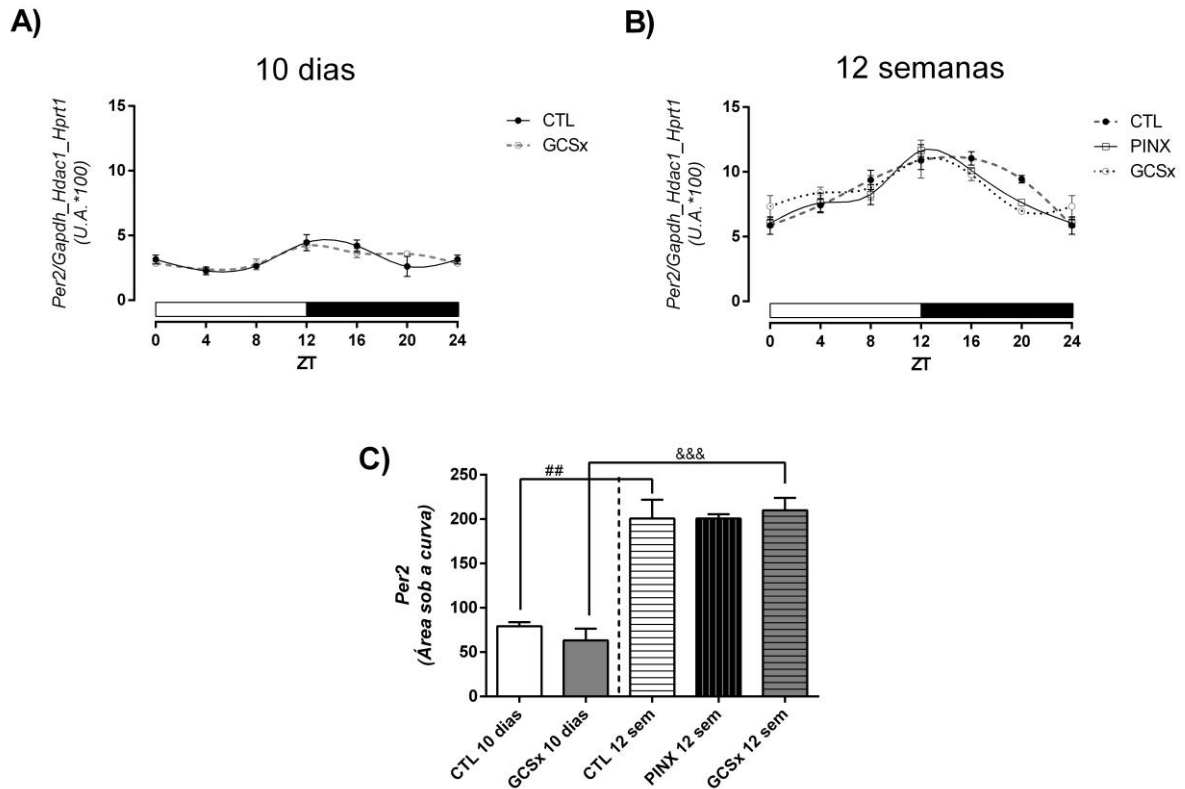 A)
10 dias
Per2/Gapdh_Hdac1_Hprt1
(U.A.*100)
15
10
5
0
CTL
GCSx
0 4 8 12 16 20 24
ZT
B)
12 semanas
Per2/Gapdh_Hdac1_Hprt1
(U.A.*100)
15
10
5
0
CTL
PINX
GCSx
0 4 8 12 16 20 24
ZT
C)
Per2
(Área sob a curva)
250
200
150
100
50
0
##
&&&
CTL 10 dias
GCSx 10 dias
CTL 12 sem
PINX 12 sem
GCSx 12 sem